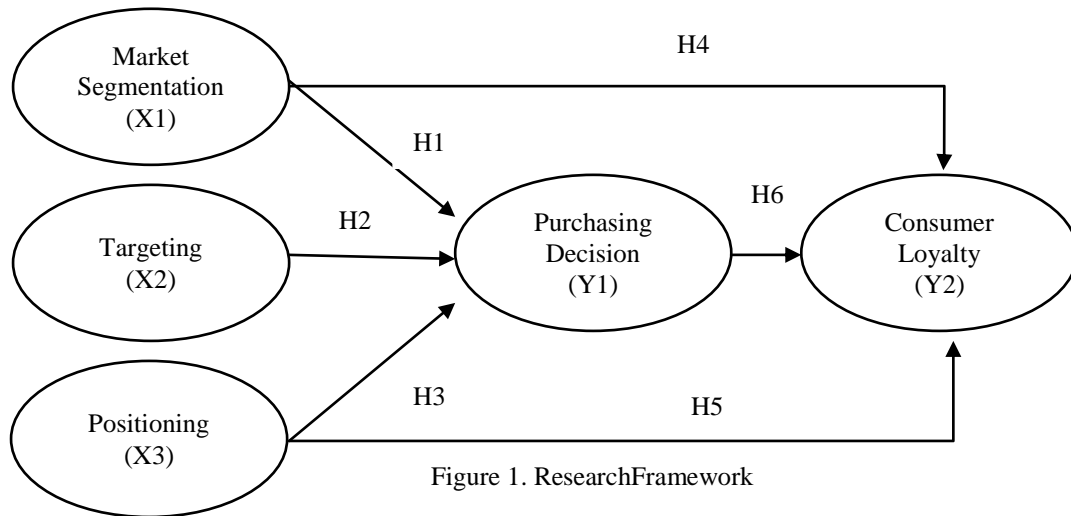 Market
Segmentation
(X1)
H4
H1
Targeting
(X2)
H2
Purchasing
Decision
(Y1)
H6
Consumer
Loyalty
(Y2)
Positioning
(X3)
H3
H5
Figure 1. ResearchFramework